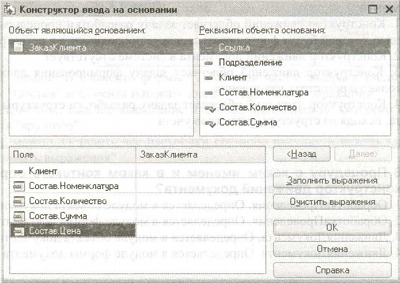 Конструктор ввода на основании
Объект являющийся основанием:
Реквизиты объекта основания:
ЗаказКлиента
Ссылка
Подразделение
Клиент
Состав.Номенклатура
Состав.Количество
Состав.Сумма
Поле
ЗаказКлиента
Клиент
Состав.Номенклатура
Состав.Количество
Состав.Сумма
Состав.Цена
<Назад
Далее>
Заполнить выражения
Очистить выражения
OK
Отмена
Справка